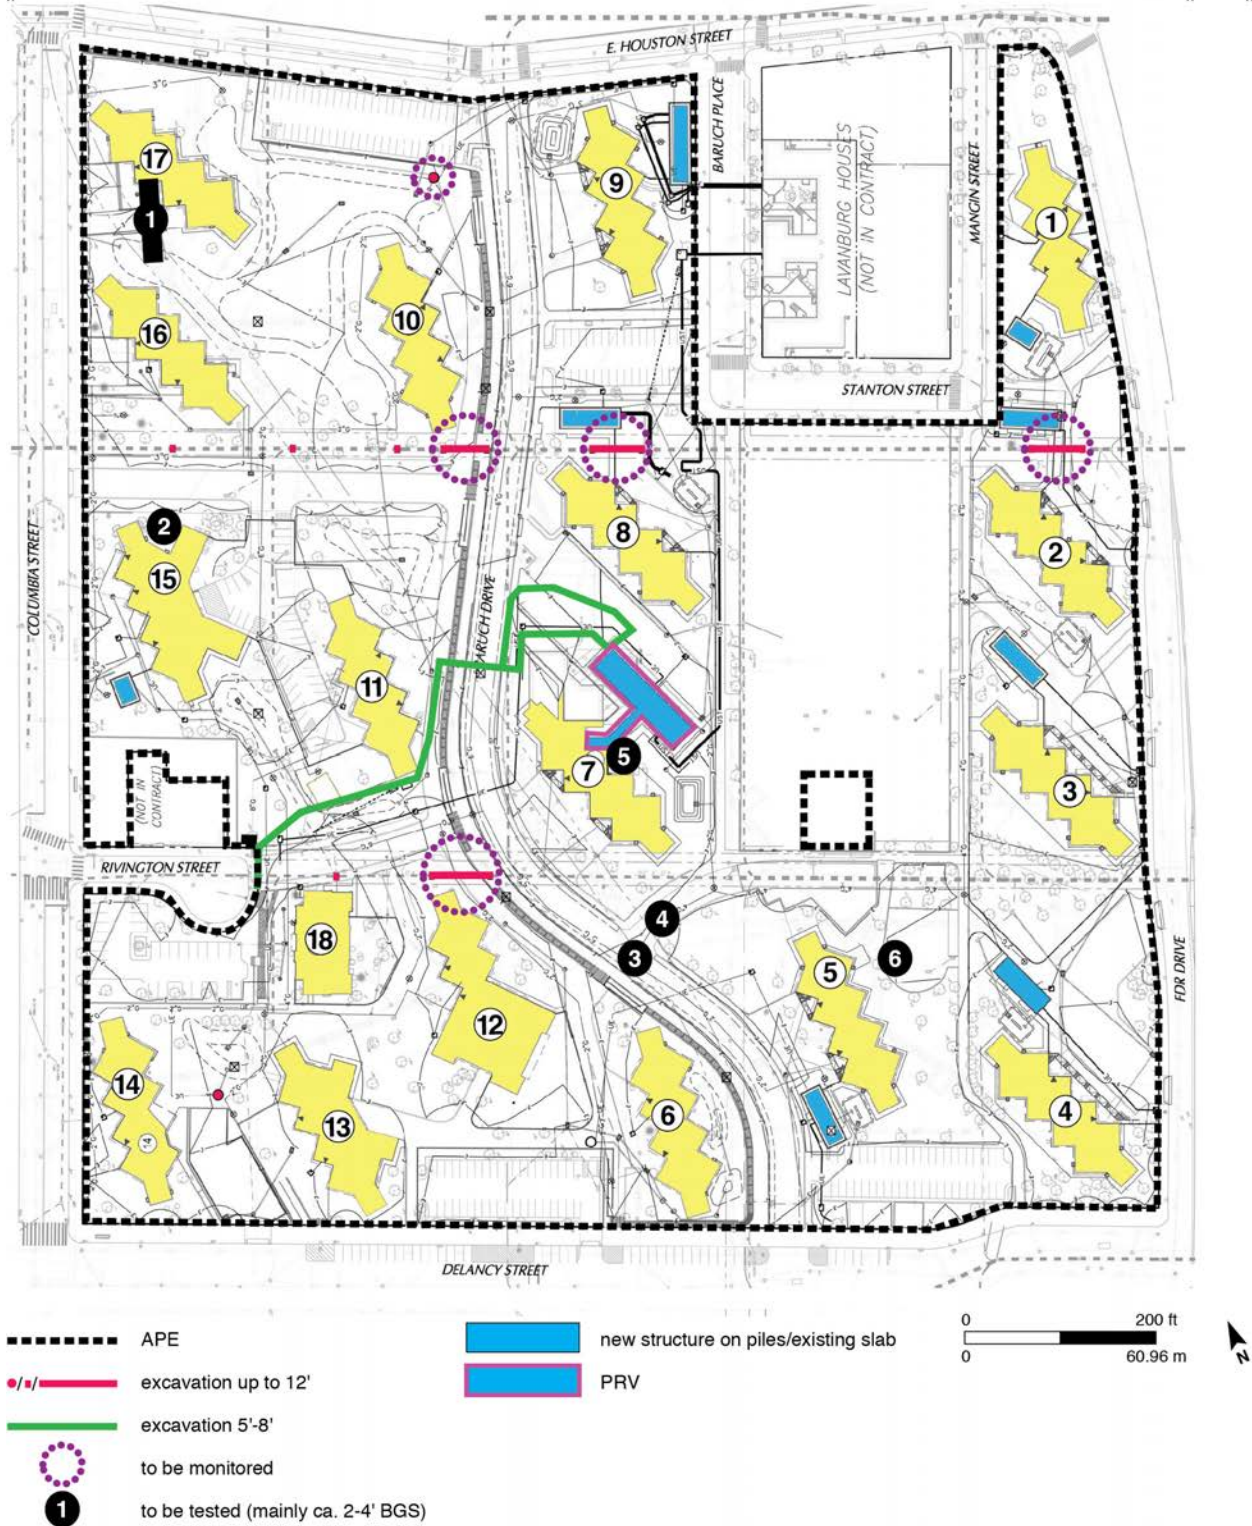 E. HOUSTON STREET
BARUCH PLACE
LAVANBURG HOUSES
(NOT IN CONTRACT)
MANGIN STREET
17
9
1
1
10
16
STANTON STREET
COLUMBIA STREET
2
8
2
15
BARUCH DRIVE
11
5
7
3
(NOT IN
CONTRACT)
RIVINGTON STREET
4
18
3
6
5
FDR DRIVE
12
14
6
4
13
14
DELANCY STREET
0
200 ft
0
60.96 m
N
APE
new structure on piles/existing slab
excavation up to 12'
PRV
excavation 5'-8'
to be monitored
1
to be tested (mainly ca. 2-4' BGS)